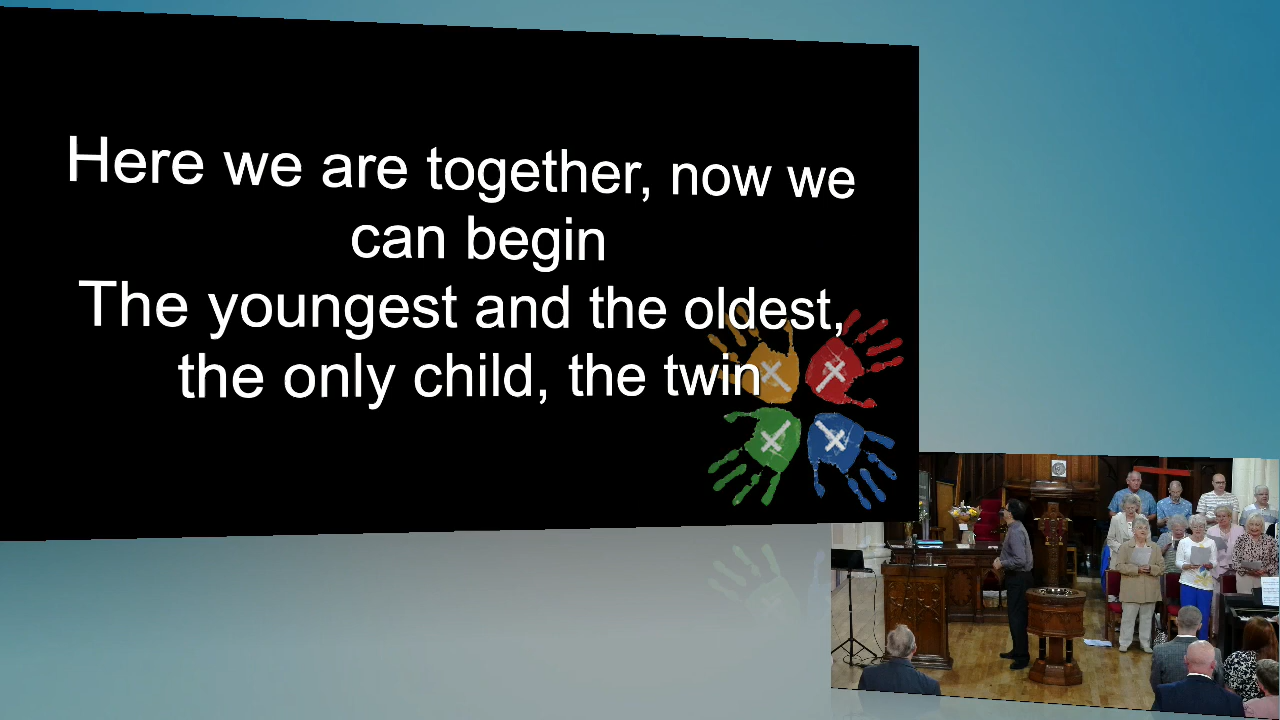 Here we are together, now we
can begin
The youngest and the oldest,
the only child, the twin